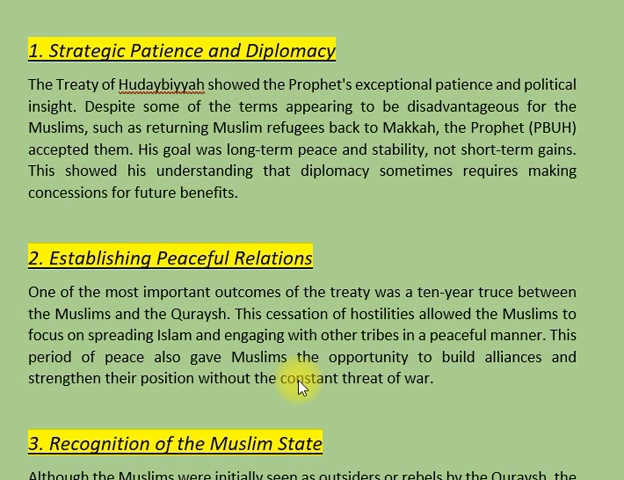 1. Strategic Patience and Diplomacy
The Treaty of Hudaybiyyah showed the Prophet's exceptional patience and political
insight. Despite some of the terms appearing to be disadvantageous for the
Muslims, such as returning Muslim refugees back to Makkah, the Prophet (PBUH)
accepted them. His goal was long-term peace and stability, not short-term gains.
This showed his understanding that diplomacy sometimes requires making
concessions for future benefits.
2. Establishing Peaceful Relations
One of the most important outcomes of the treaty was a ten-year truce between
the Muslims and the Quraysh. This cessation of hostilities allowed the Muslims to
focus on spreading Islam and engaging with other tribes in a peaceful manner. This
period of peace also gave Muslims the opportunity to build alliances and
strengthen their position without the constant threat of war.
3. Recognition of the Muslim State
Although the Muslims were initially seen as outsiders or rebels by the Quraysh, the